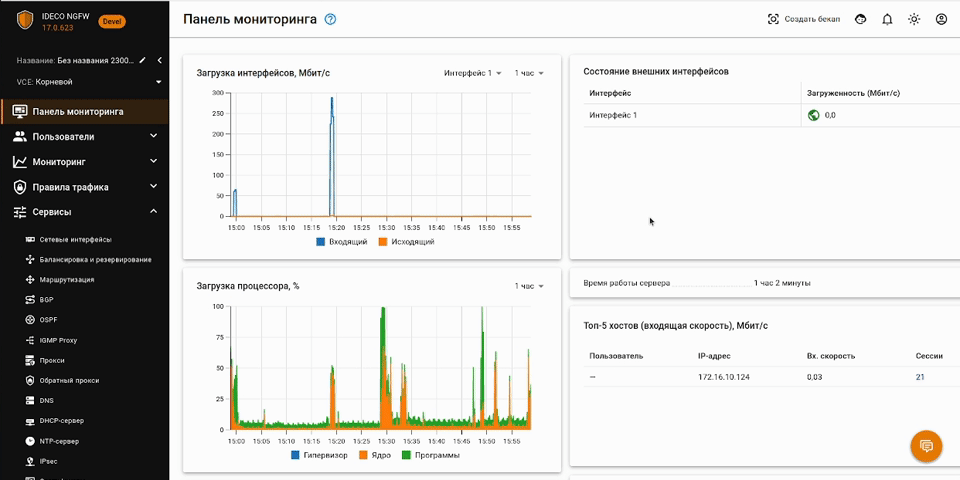 IDECO NGFW
17.0.623
Devel
Название: Без названия 2300...
VCE: Корневой
Панель мониторинга
Пользователи
Мониторинг
Правила трафика
Сервисы
Сетевые интерфейсы
Балансировка и резервирование
Маршрутизация
BGP
OSPF
IGMP Proxy
Прокси
Обратный прокси
DNS
DHCP-сервер
NTP-сервер
IPsec
Панель мониторинга
Создать бекап
Загрузка интерфейсов, Мбит/с
Интерфейс 1
1 час
300
250
200
150
100
50
0
15:00 15:05 15:10 15:15 15:20 15:25 15:30 15:35 15:40 15:45 15:50 15:55
Входящий Исходящий
Состояние внешних интерфейсов
Интерфейс Загруженность (Мбит/с)
Интерфейс 1 0,0
Загрузка процессора, %
1 час
100
75
50
25
0
15:00 15:05 15:10 15:15 15:20 15:25 15:30 15:35 15:40 15:45 15:50 15:55
Гипервизор Ядро Программы
Время работы сервера 1 час 2 минуты
Топ-5 хостов (входящая скорость), Мбит/с
Пользователь IP-адрес Вх. скорость Сессии
— 172.16.10.124 0,03 21